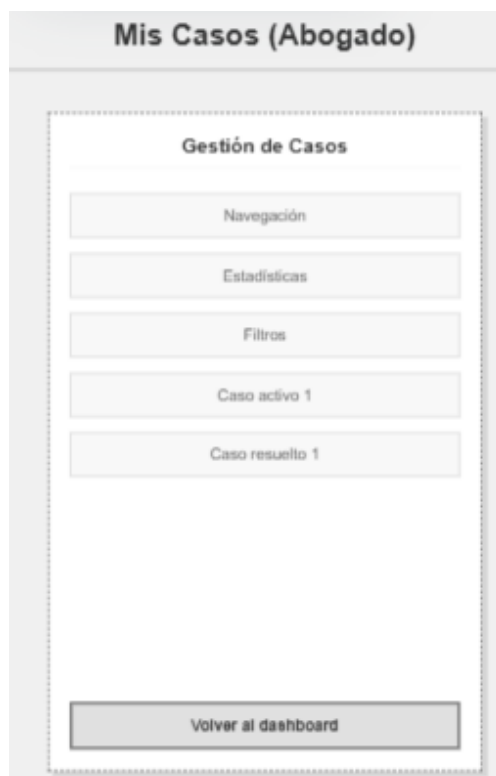 Mis Casos (Abogado)
Gestión de Casos
Navegación
Estadísticas
Filtros
Caso activo 1
Caso resuelto 1
Volver al dashboard